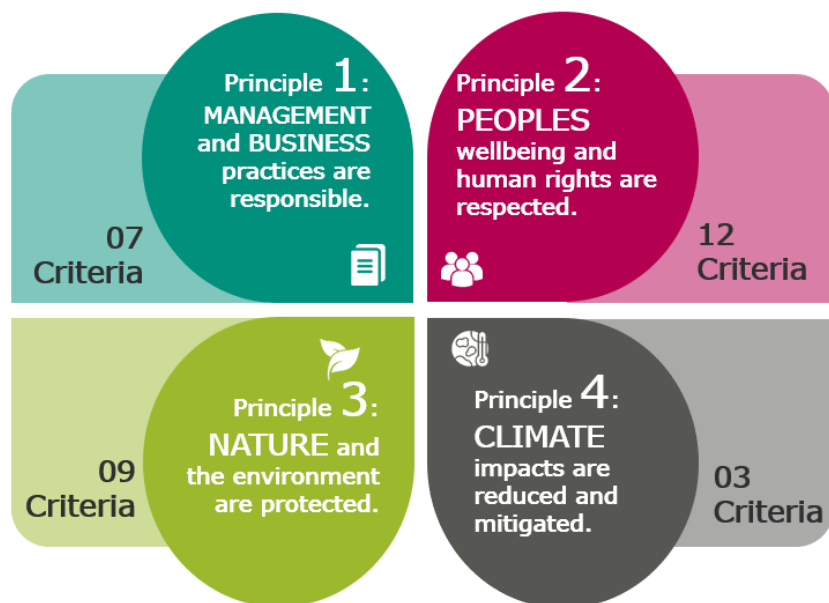 Principle 1:
MANAGEMENT
and BUSINESS
practices are
responsible.
07
Criteria
Principle 2:
PEOPLES
wellbeing and
human rights are
respected.
12
Criteria
Principle 3:
NATURE and
the environment
are protected.
09
Criteria
Principle 4:
CLIMATE
impacts are
reduced and
mitigated.
03
Criteria